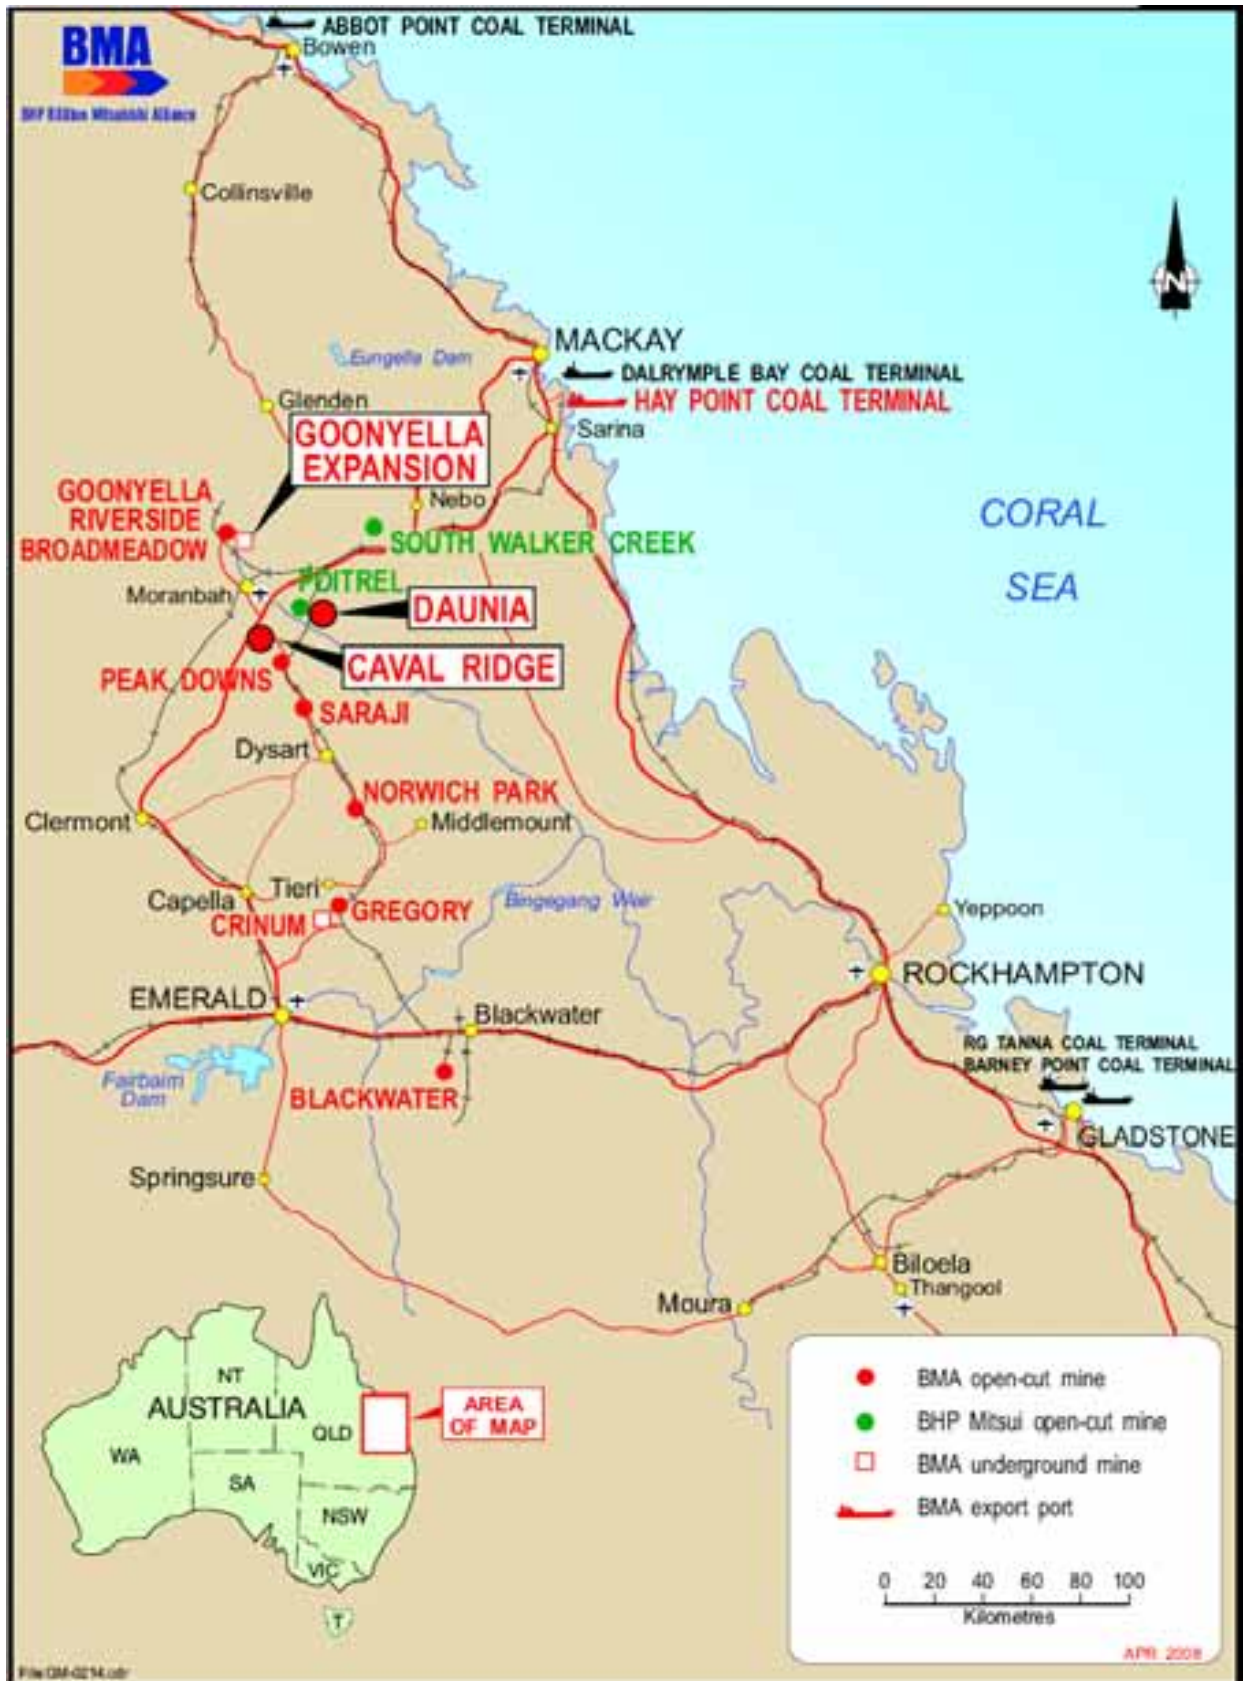 ABBOT POINT COAL TERMINAL
Bowen
BMA
BHP Billiton Mitsubishi Alliance
Collinsville
MACKAY
Eungella Dam
DALRYMPLE BAY COAL TERMINAL
HAY POINT COAL TERMINAL
Glenden
Sarina
GOONYELLA
EXPANSION
GOONYELLA
RIVERSIDE
BROADMEADOW
Nebo
CORAL
SEA
SOUTH WALKER CREEK
POITREL
Moranbah
DAUNIA
CAVAL RIDGE
PEAK DOWNS
SARAJI
Dysart
NORWICH PARK
Clermont
Middlemount
Tieri
Capella
GREGORY
CRINUM
Bingegang Weir
Yeppoon
ROCKHAMPTON
EMERALD
Blackwater
RG TANNA COAL TERMINAL
BARNEY POINT COAL TERMINAL
Fairbairn
Dam
BLACKWATER
GLADSTONE
Springsure
Biloela
Thangool
Moura
NT
AUSTRALIA
QLD
WA
SA
NSW
VIC
T
AREA
OF MAP
BMA open-cut mine
BHP Mitsui open-cut mine
BMA underground mine
BMA export port
0 20 40 60 80 100
Kilometres
APR 2008
N